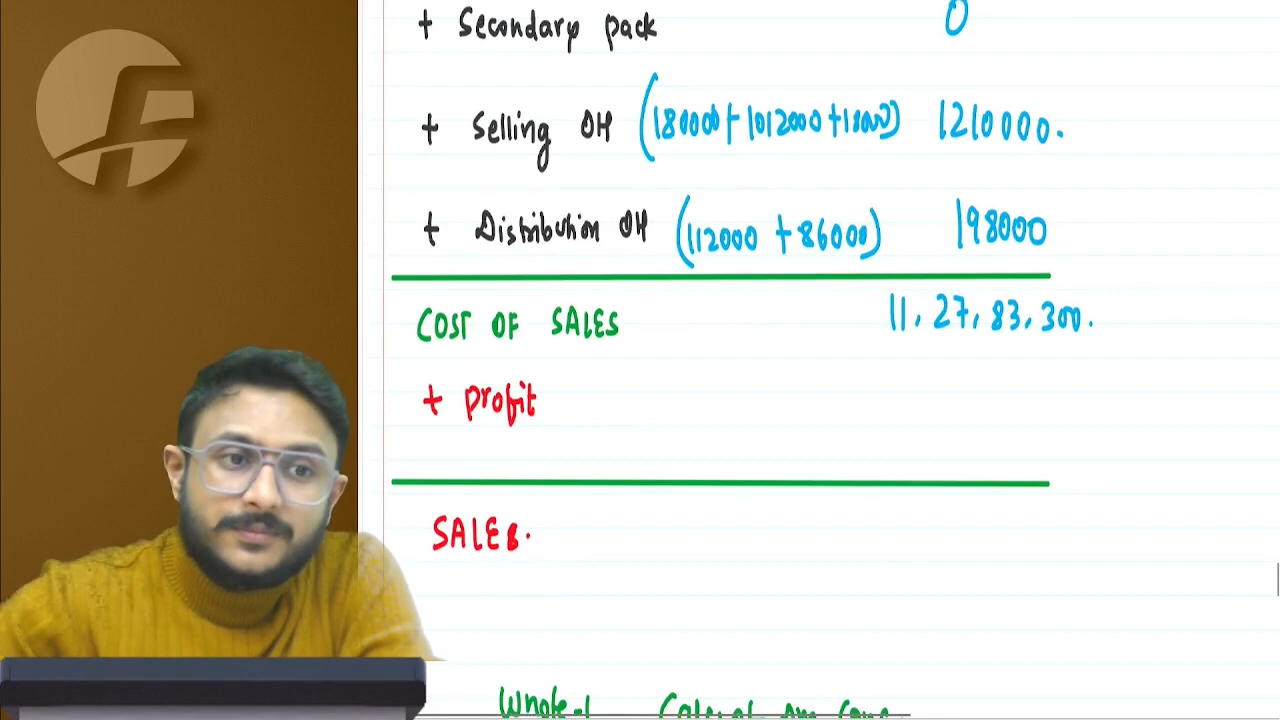 + Secondary pack 0
+ Selling OH (180000+1012000+18000) 1210000.
+ Distribution OH (112000 + 86000) 198000
COST OF SALES 11,27,83,300.
+ profit
SALES.